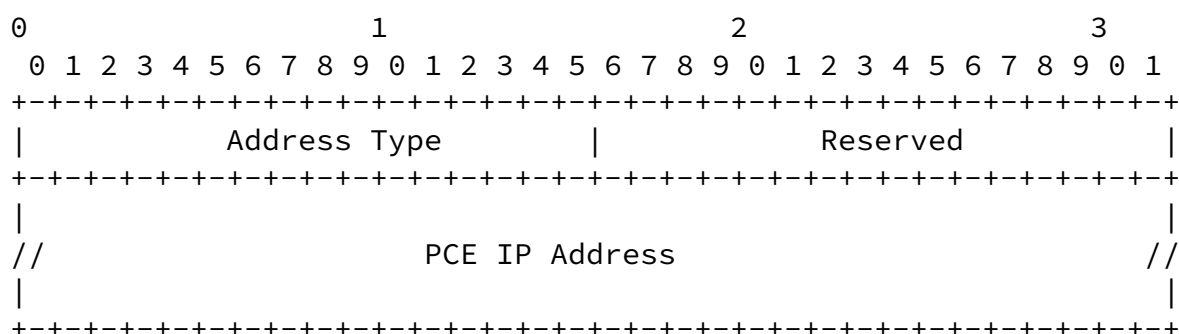 0                   1                   2                   3
 0 1 2 3 4 5 6 7 8 9 0 1 2 3 4 5 6 7 8 9 0 1 2 3 4 5 6 7 8 9 0 1
+-+-+-+-+-+-+-+-+-+-+-+-+-+-+-+-+-+-+-+-+-+-+-+-+-+-+-+-+-+-+-+-+
|           Address Type        |            Reserved           |
+-+-+-+-+-+-+-+-+-+-+-+-+-+-+-+-+-+-+-+-+-+-+-+-+-+-+-+-+-+-+-+-+
|                                                               |
//                     PCE IP Address                          //
|                                                               |
+-+-+-+-+-+-+-+-+-+-+-+-+-+-+-+-+-+-+-+-+-+-+-+-+-+-+-+-+-+-+-+-+